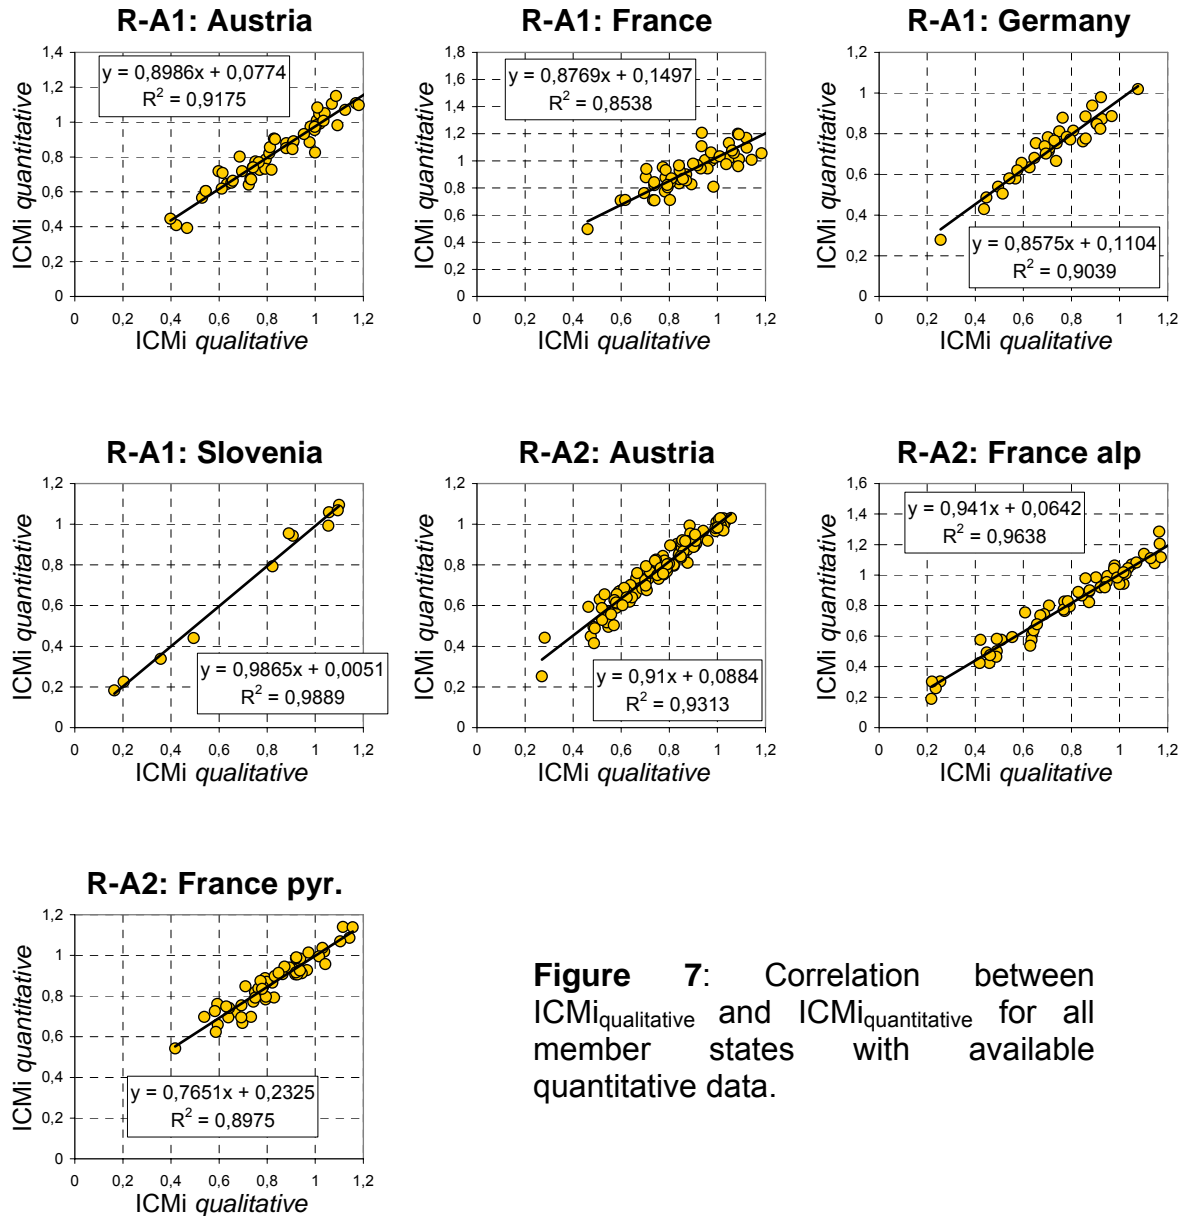 R-A1: Austria
y = 0,8986x + 0,0774
R² = 0,9175
1,4
1,2
1
0,8
0,6
0,4
0,2
0
0 0,2 0,4 0,6 0,8 1 1,2
ICMi quantitative
ICMi qualitative
R-A1: France
y = 0,8769x + 0,1497
R² = 0,8538
1,8
1,6
1,4
1,2
1
0,8
0,6
0,4
0,2
0
0 0,2 0,4 0,6 0,8 1 1,2
ICMi quantitative
ICMi qualitative
R-A1: Germany
y = 0,8575x + 0,1104
R² = 0,9039
1,2
1
0,8
0,6
0,4
0,2
0
0 0,2 0,4 0,6 0,8 1 1,2
ICMi quantitative
ICMi qualitative
R-A1: Slovenia
y = 0,9865x + 0,0051
R² = 0,9889
1,2
1
0,8
0,6
0,4
0,2
0
0 0,2 0,4 0,6 0,8 1 1,2
ICMi quantitative
ICMi qualitative
R-A2: Austria
y = 0,91x + 0,0884
R² = 0,9313
1,2
1
0,8
0,6
0,4
0,2
0
0 0,2 0,4 0,6 0,8 1 1,2
ICMi quantitative
ICMi qualitative
R-A2: France alp
y = 0,941x + 0,0642
R² = 0,9638
1,6
1,4
1,2
1
0,8
0,6
0,4
0,2
0
0 0,2 0,4 0,6 0,8 1 1,2
ICMi quantitative
ICMi qualitative
R-A2: France pyr.
y = 0,7651x + 0,2325
R² = 0,8975
1,2
1
0,8
0,6
0,4
0,2
0
0 0,2 0,4 0,6 0,8 1 1,2
ICMi quantitative
ICMi qualitative
Figure 7: Correlation between
ICMiqualitative and ICMiquantitative for all
member states with available
quantitative data.